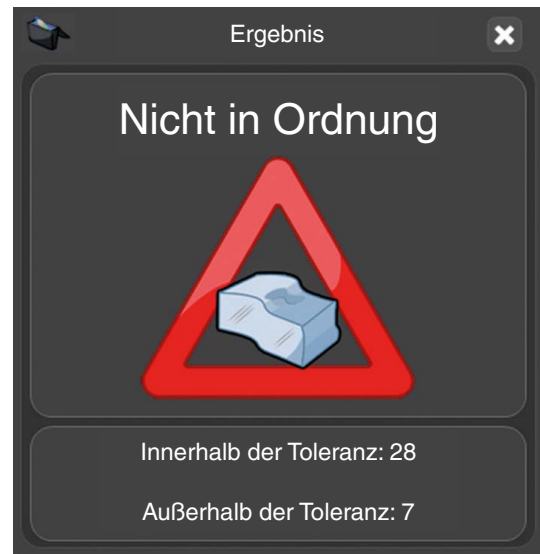 Ergebnis
Nicht in Ordnung
Innerhalb der Toleranz: 28
Außerhalb der Toleranz: 7